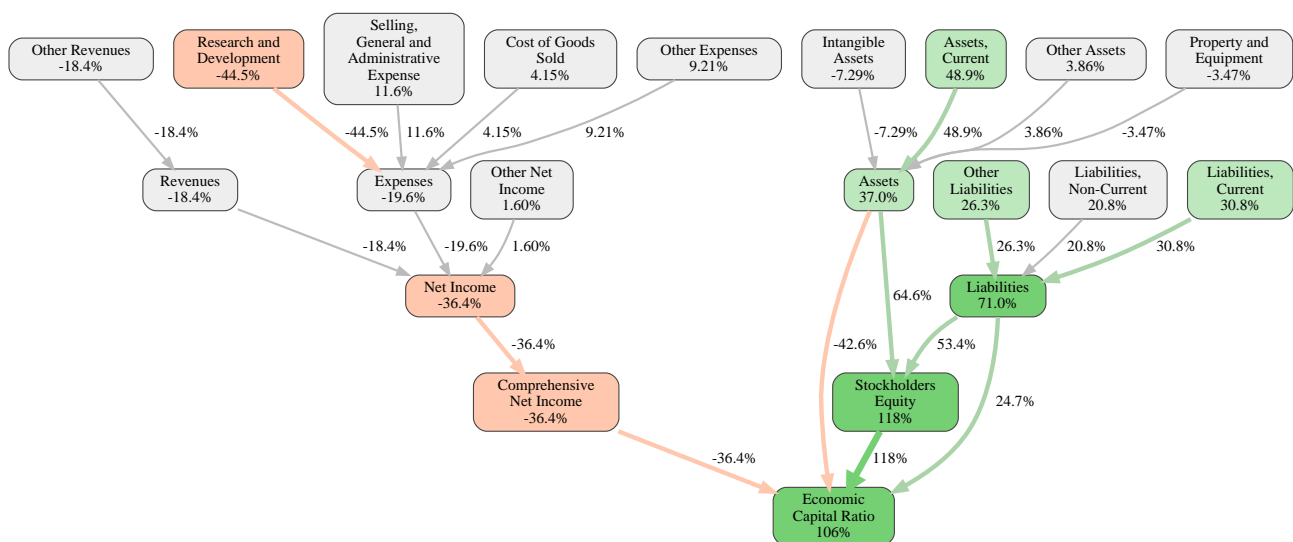 Other Revenues
-18.4%
Research and
Development
-44.5%
Selling,
General and
Administrative
Expense
11.6%
Cost of Goods
Sold
4.15%
Other Expenses
9.21%
Intangible
Assets
-7.29%
Assets,
Current
48.9%
Other Assets
3.86%
Property and
Equipment
-3.47%
-18.4%
-44.5%
11.6%
4.15%
9.21%
-7.29%
48.9%
3.86%
-3.47%
Revenues
-18.4%
Expenses
-19.6%
Other Net
Income
1.60%
Assets
37.0%
Other
Liabilities
26.3%
Liabilities,
Non-Current
20.8%
Liabilities,
Current
30.8%
-18.4%
-19.6%
1.60%
26.3%
20.8%
30.8%
Net Income
-36.4%
64.6%
Liabilities
71.0%
-36.4%
-42.6%
53.4%
Comprehensive
Net Income
-36.4%
Stockholders
Equity
118%
24.7%
-36.4%
118%
Economic
Capital Ratio
106%